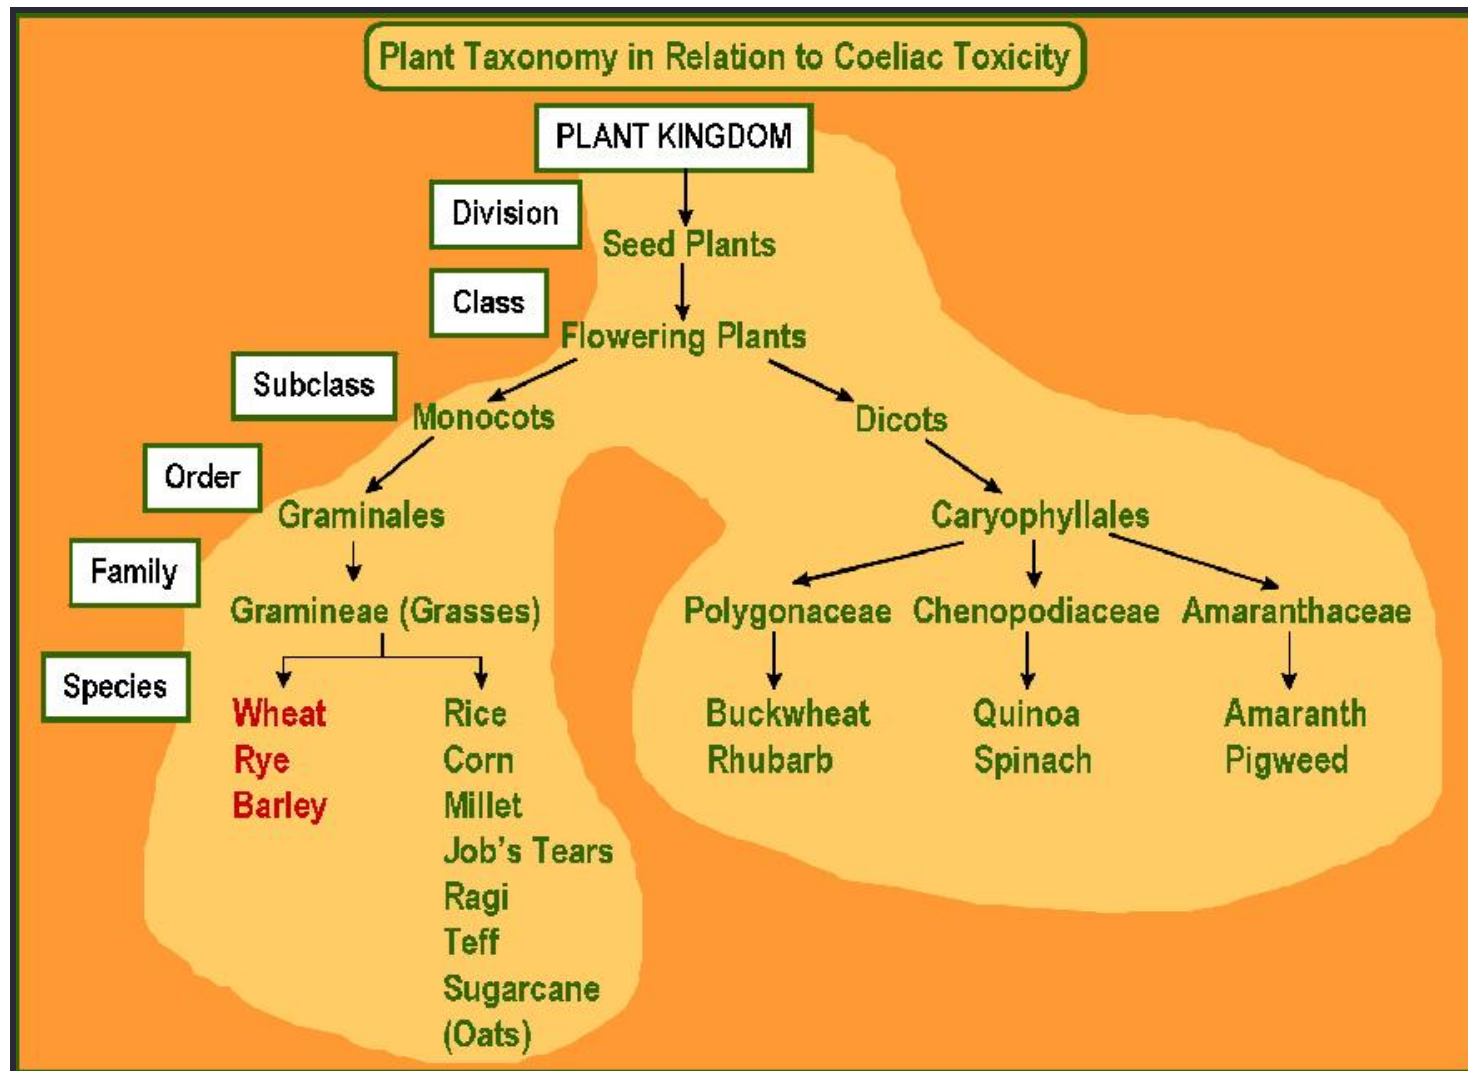 Plant Taxonomy in Relation to Coeliac Toxicity
PLANT KINGDOM
Division
Seed Plants
Class
Flowering Plants
Subclass
Monocots
Dicots
Order
Graminales
Caryophyllales
Family
Gramineae (Grasses)
Polygonaceae
Chenopodiaceae
Amaranthaceae
Species
Wheat
Rye
Barley
Rice
Corn
Millet
Job's Tears
Ragi
Teff
Sugarcane
(Oats)
Buckwheat
Rhubarb
Quinoa
Spinach
Amaranth
Pigweed